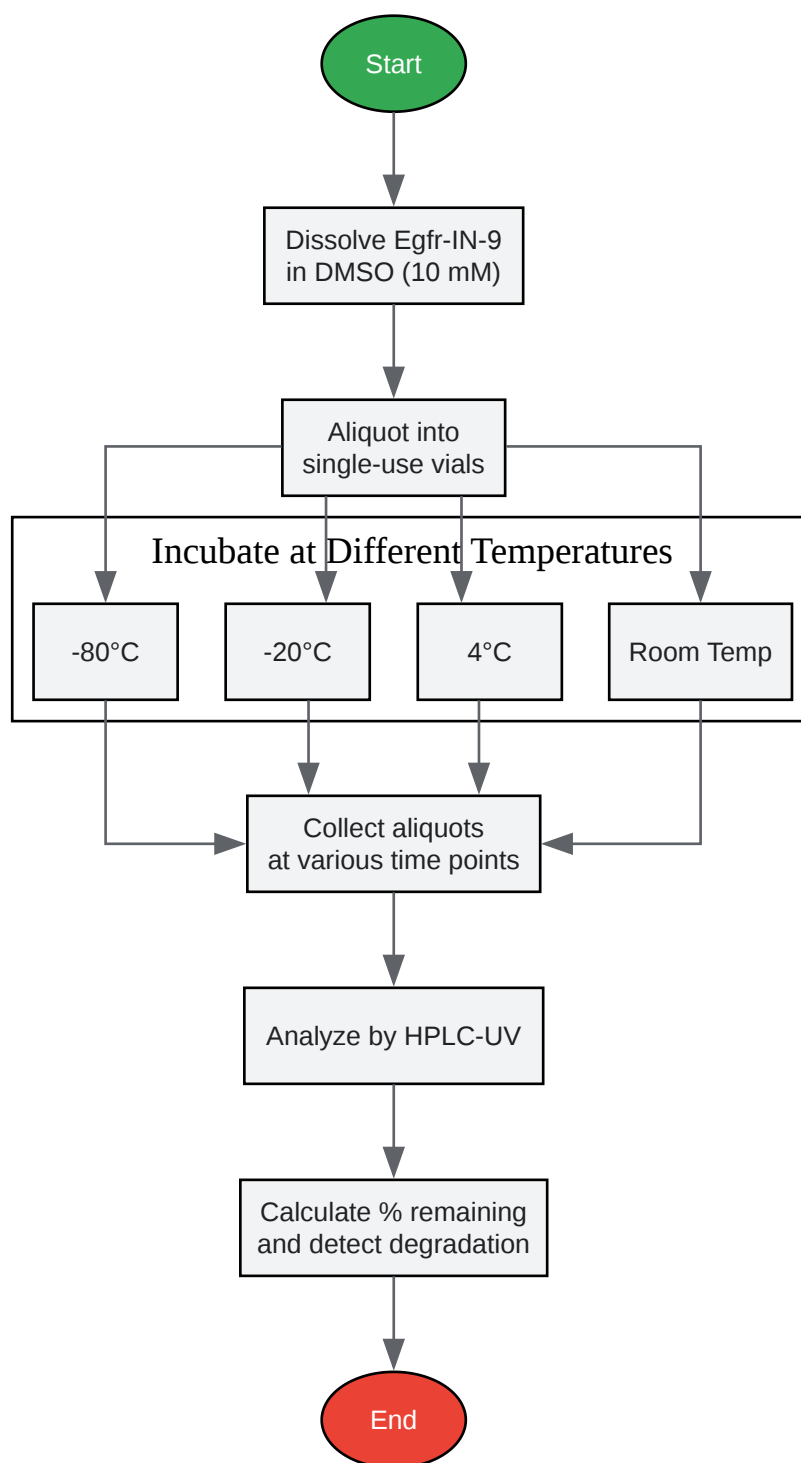 Start
Dissolve Egfr-IN-9
in DMSO (10 mM)
Aliquot into
single-use vials
Incubate at Different Temperatures
-80°C
-20°C
4°C
Room Temp
Collect aliquots
at various time points
Analyze by HPLC-UV
Calculate % remaining
and detect degradation
End